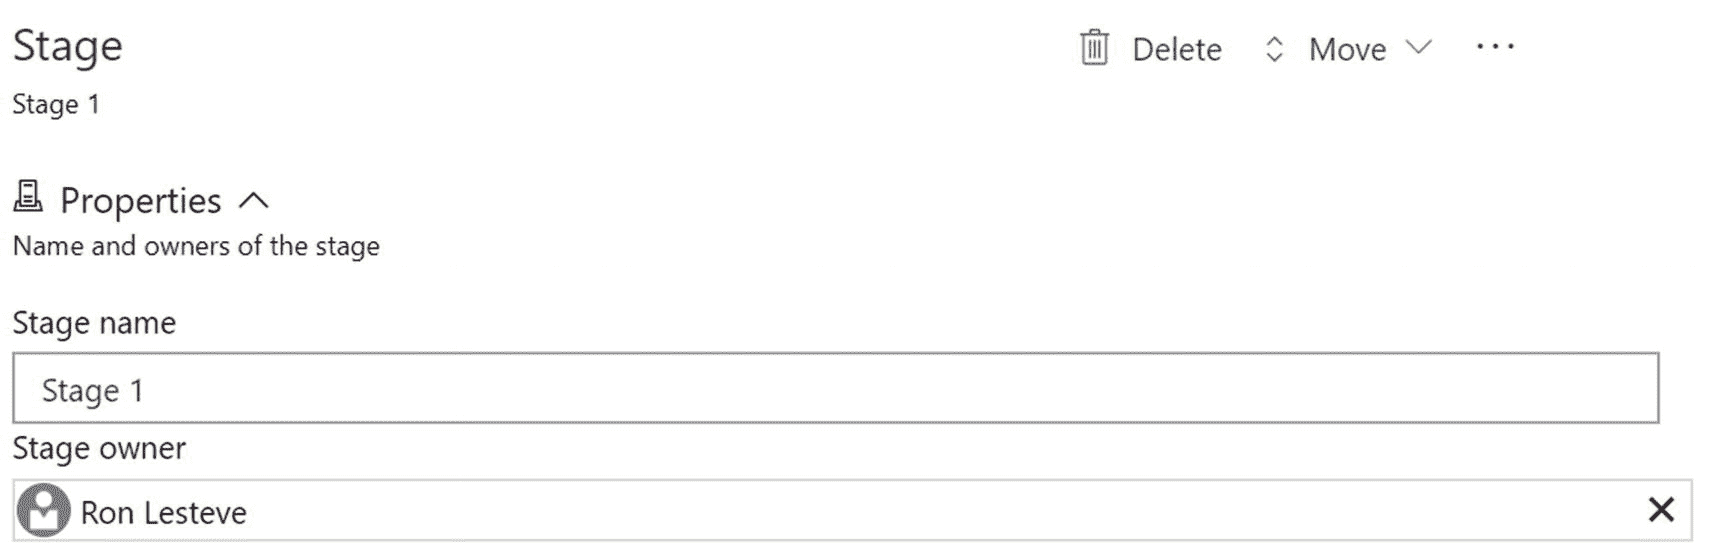 Stage
Delete Move ...
Stage 1
Properties
Name and owners of the stage
Stage name
Stage 1
Stage owner
Ron Lesteve